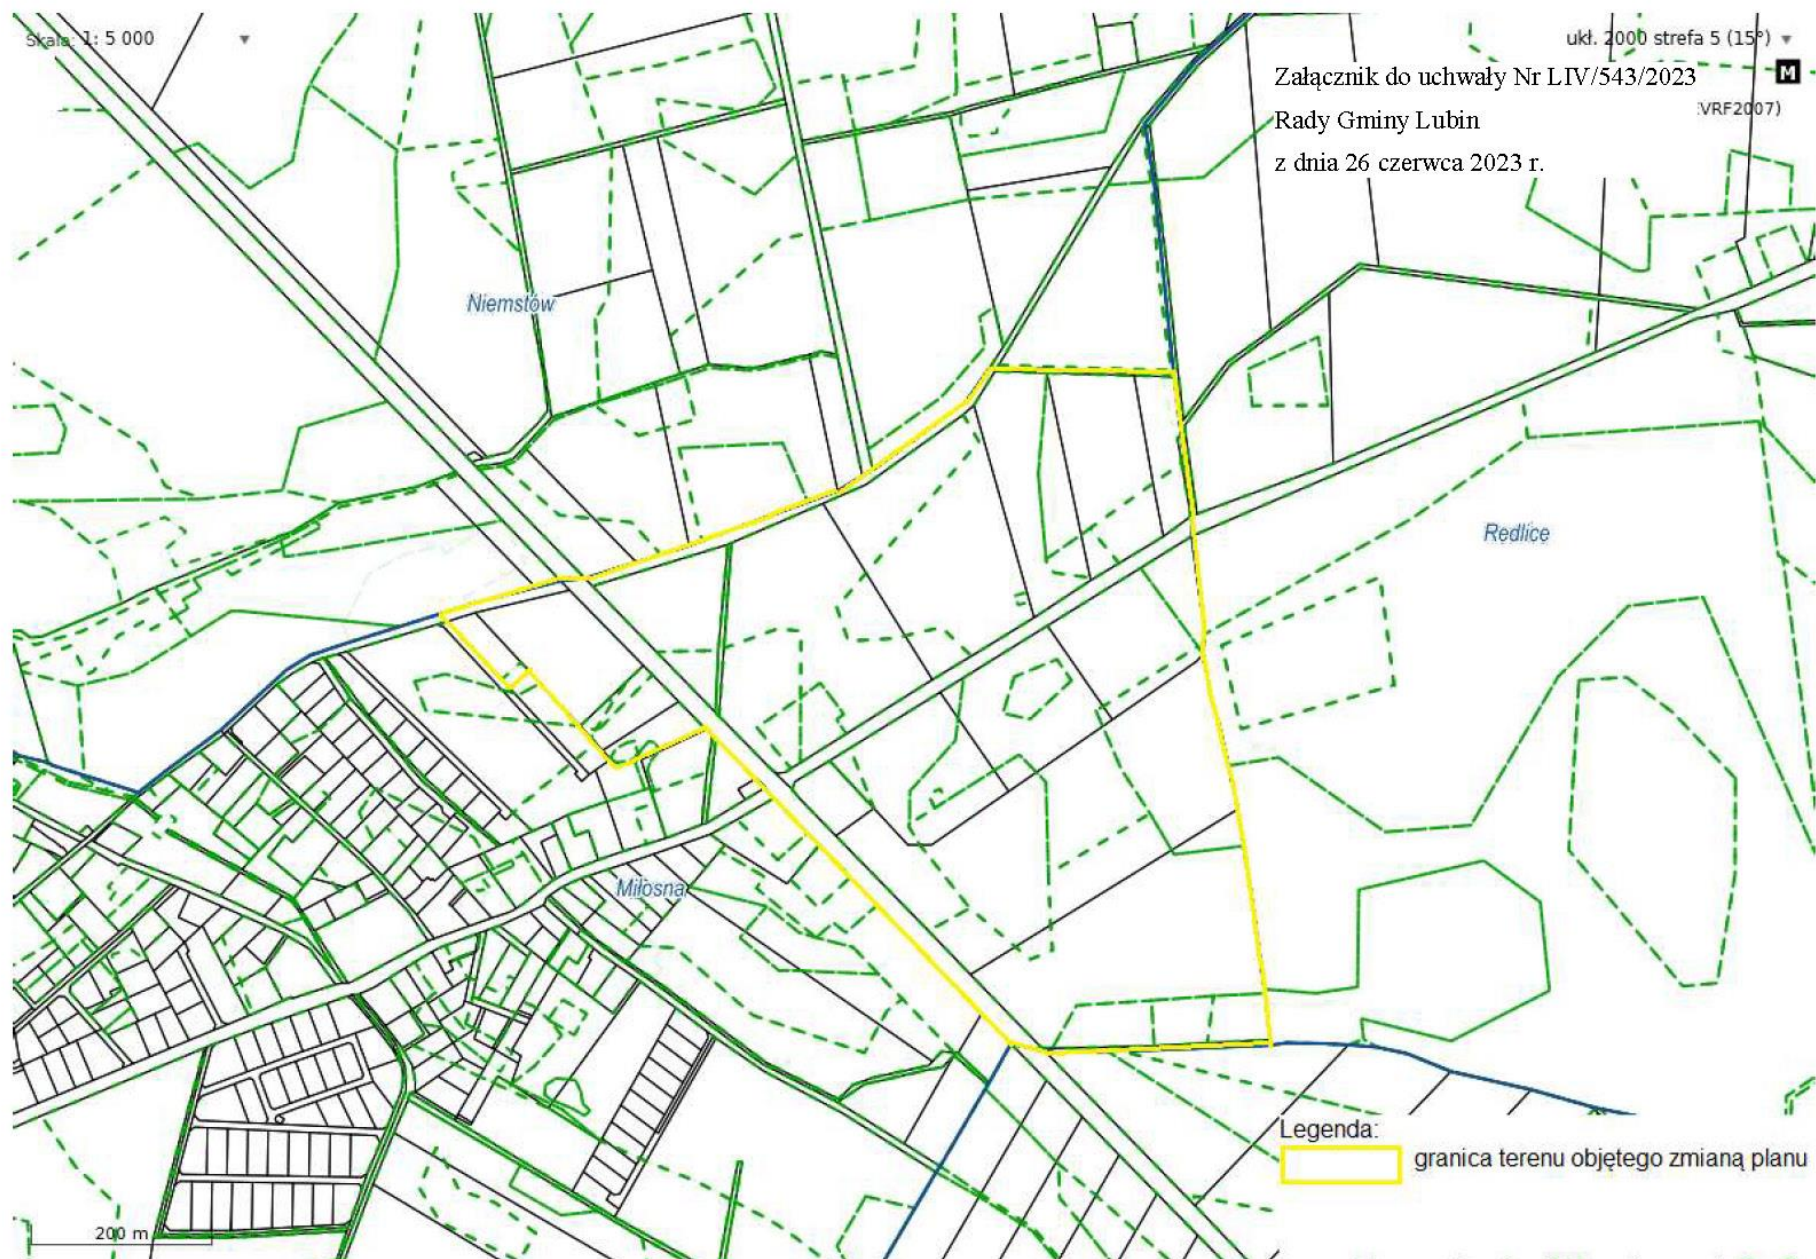 Skala: 1: 5 000
ukł. 2000 strefa 5 (15°)
M
Załącznik do uchwały Nr LIV/543/2023
VRF2007)
Rady Gminy Lubin
z dnia 26 czerwca 2023 r.
Niemstów
Redlice
Miłosna
Legenda:
granica terenu objętego zmianą planu
200 m